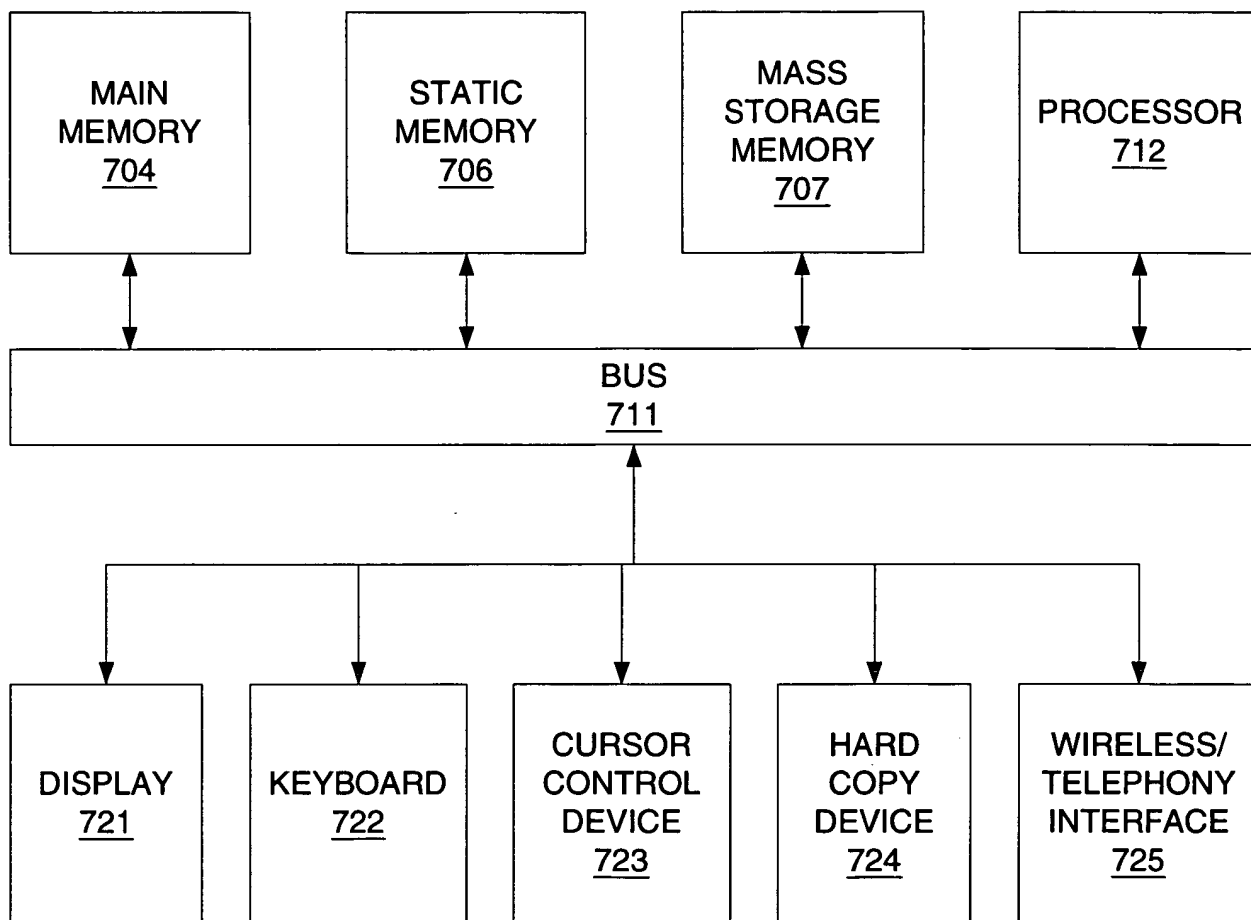 MAIN
MEMORY
704
STATIC
MEMORY
706
MASS
STORAGE
MEMORY
707
PROCESSOR
712
BUS
711
DISPLAY
721
KEYBOARD
722
CURSOR
CONTROL
DEVICE
723
HARD
COPY
DEVICE
724
WIRELESS/
TELEPHONY
INTERFACE
725